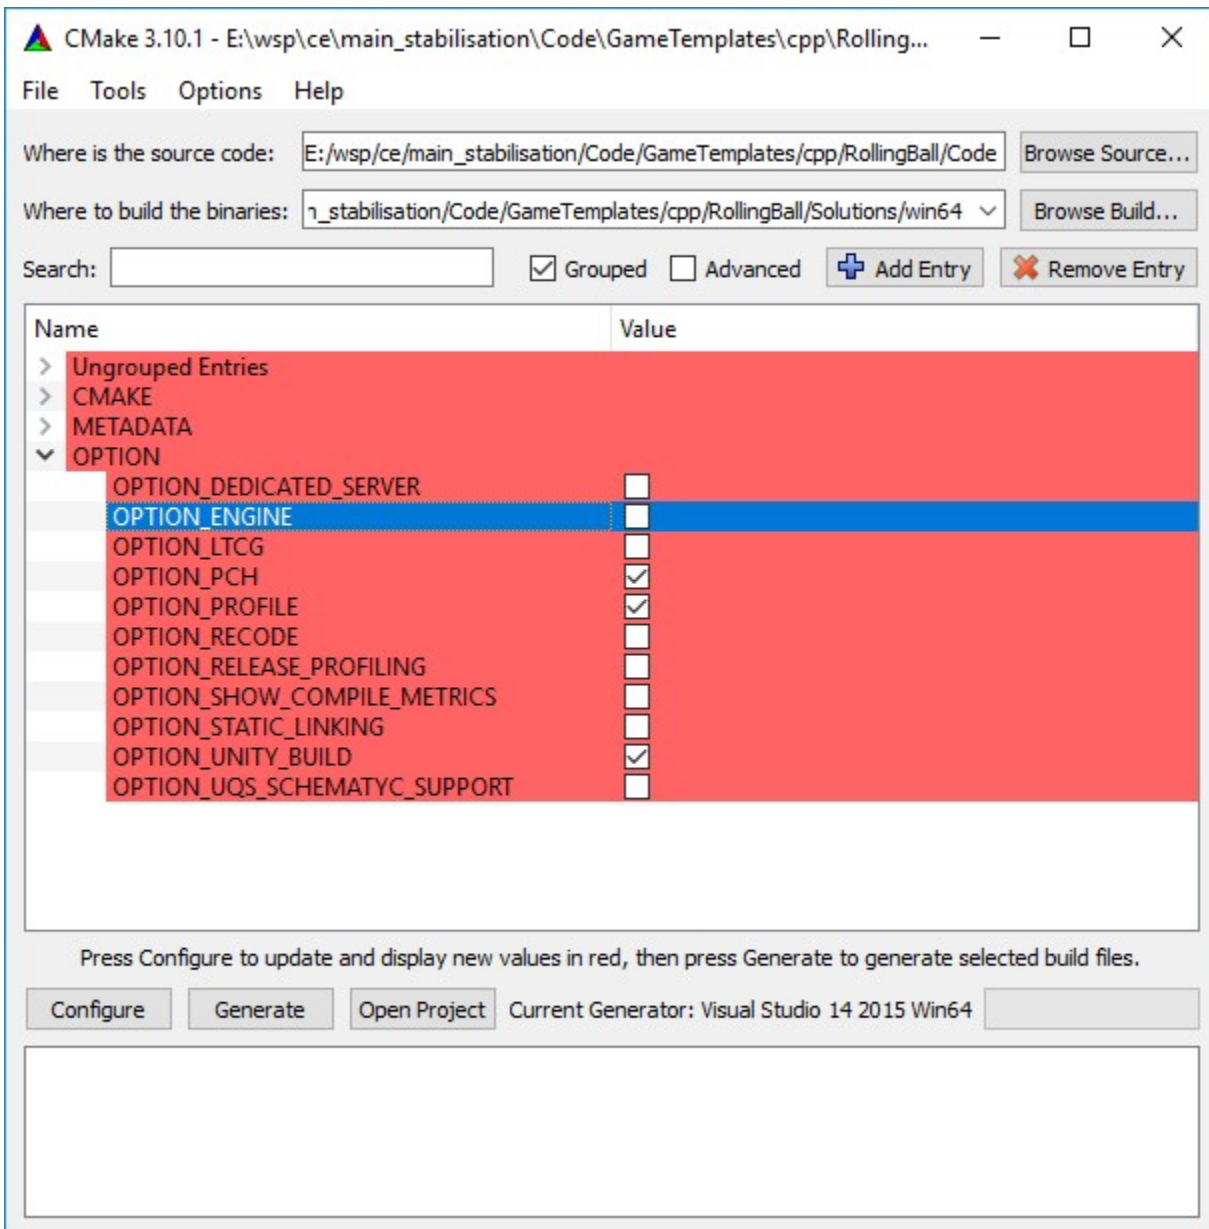 CMake 3.10.1 - E:\wsp\ce\main_stabilisation\Code\GameTemplates\cpp\Rolling...
File Tools Options Help
Where is the source code: E:/wsp/ce/main_stabilisation/Code/GameTemplates/cpp/RollingBall/Code Browse Source...
Where to build the binaries: n_stabilisation/Code/GameTemplates/cpp/RollingBall/Solutions/win64 Browse Build...
Search: Grouped Advanced Add Entry Remove Entry
Name Value
Ungrouped Entries
CMAKE
METADATA
OPTION
OPTION_DEDICATED_SERVER
OPTION_ENGINE
OPTION_LTCG
OPTION_PCH
OPTION_PROFILE
OPTION_RECODE
OPTION_RELEASE_PROFILING
OPTION_SHOW_COMPILE_METRICS
OPTION_STATIC_LINKING
OPTION_UNITY_BUILD
OPTION_UQS_SCHEMATYC_SUPPORT
Press Configure to update and display new values in red, then press Generate to generate selected build files.
Configure Generate Open Project Current Generator: Visual Studio 14 2015 Win64